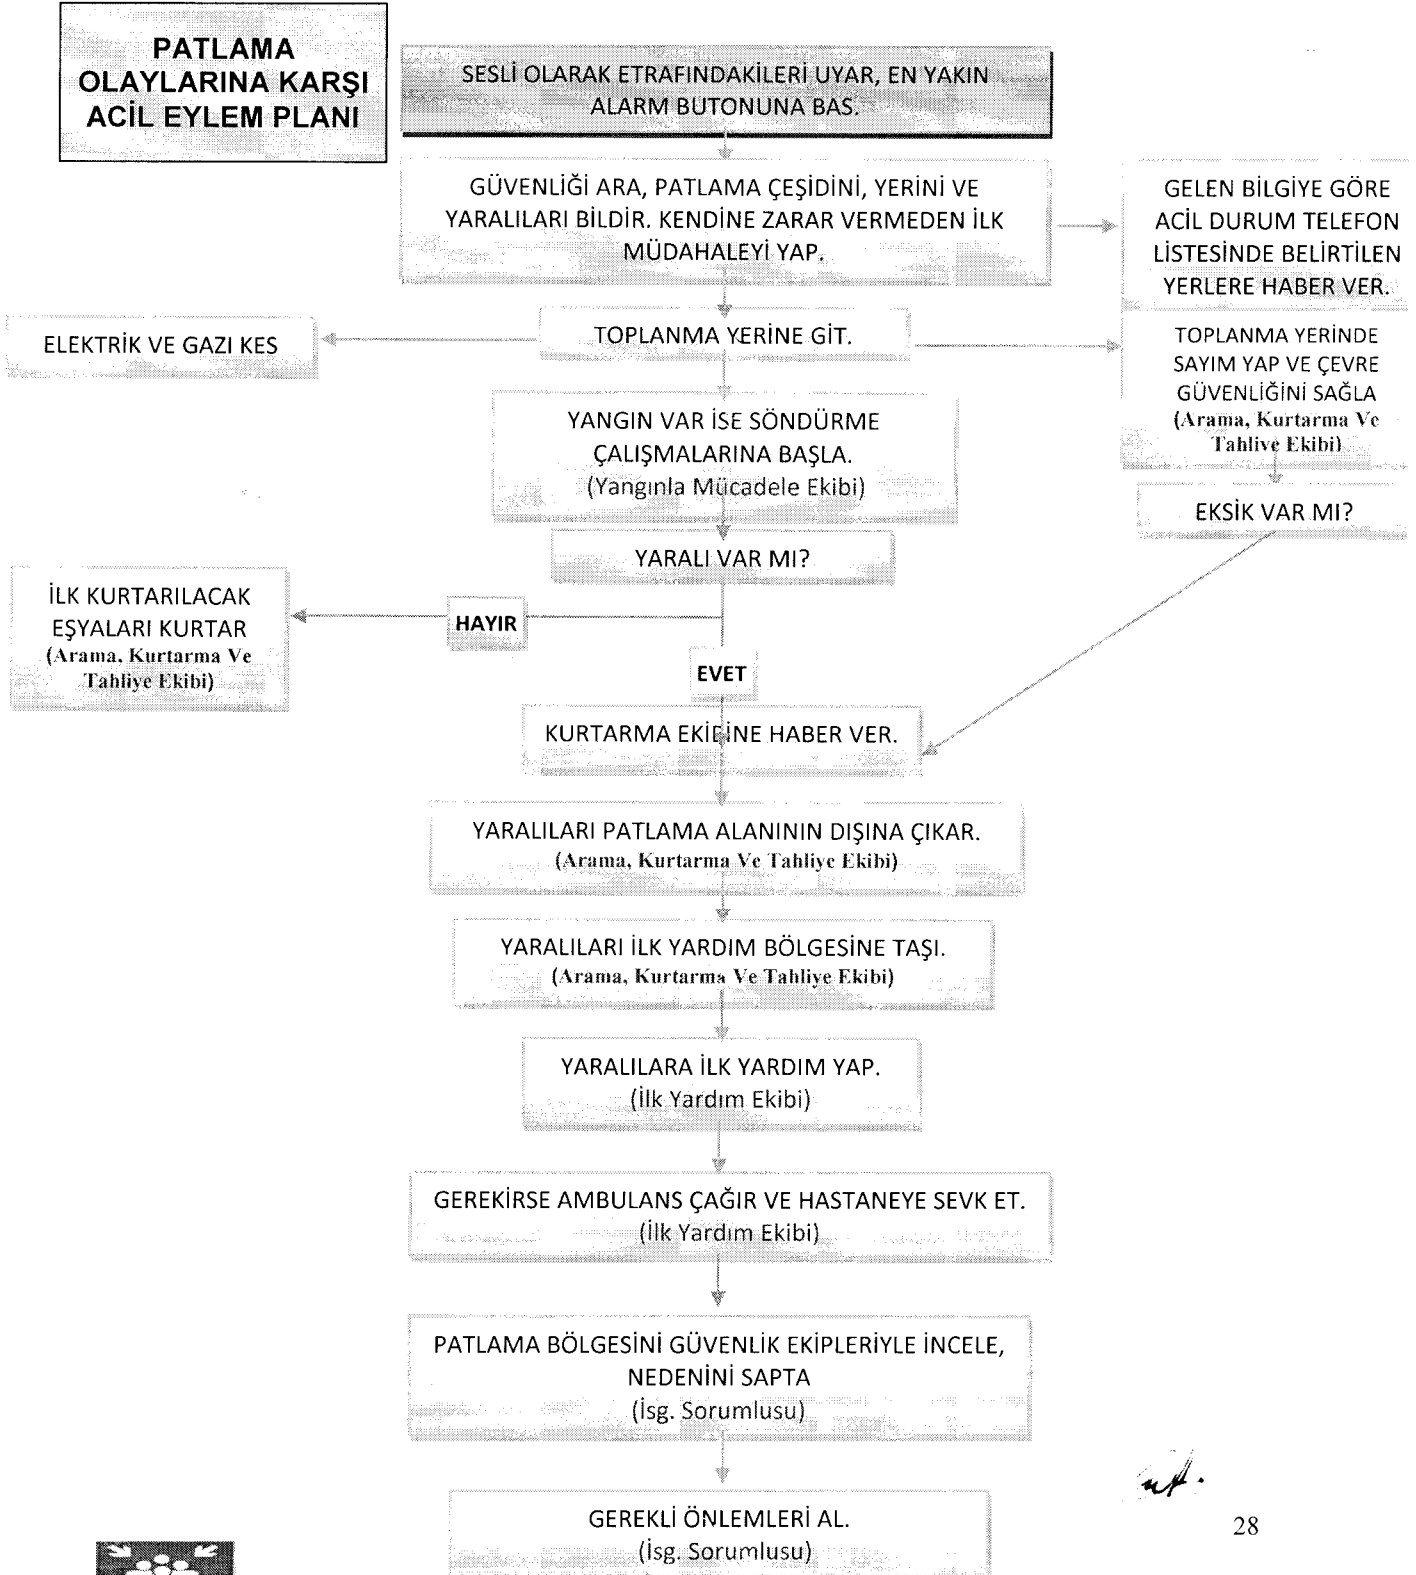 PATLAMA
OLAYLARINA KARŞI
ACİL EYLEM PLANI
SESLİ OLARAK ETRAFINDAKİLERİ UYAR, EN YAKIN
ALARM BUTONUNA BAS.
GÜVENLİĞİ ARA, PATLAMA ÇEŞİDİNİ, YERİNİ VE
YARALILARI BİLDİR. KENDİNE ZARAR VERMEDEN İLK
MÜDAHALEYİ YAP.
GELEN BİLGİYE GÖRE
ACİL DURUM TELEFON
LİSTESİNDE BELİRTİLEN
YERLERE HABER VER.
ELEKTRİK VE GAZI KES
TOPLANMA YERİNE GİT.
TOPLANMA YERİNDE
SAYIM YAP VE ÇEVRE
GÜVENLİĞİNİ SAĞLA
(Arama, Kurtarma Ve
Tahliye Ekibi)
YANGIN VAR İSE SÖNDÜRME
ÇALIŞMALARINA BAŞLA.
(Yangınla Mücadele Ekibi)
EKSİK VAR MI?
YARALI VAR MI?
İLK KURTARILACAK
EŞYALARI KURTAR
(Arama, Kurtarma Ve
Tahliye Ekibi)
HAYIR
EVET
KURTARMA EKİBİNE HABER VER.
YARALILARI PATLAMA ALANININ DIŞINA ÇIKAR.
(Arama, Kurtarma Ve Tahliye Ekibi)
YARALILARI İLK YARDIM BÖLGESİNE TAŞI.
(Arama, Kurtarma Ve Tahliye Ekibi)
YARALILARA İLK YARDIM YAP.
(İlk Yardım Ekibi)
GEREKİRSE AMBULANS ÇAĞIR VE HASTANEYE SEVK ET.
(İlk Yardım Ekibi)
PATLAMA BÖLGESİNİ GÜVENLİK EKİPLERİYLE İNCELE,
NEDENİNİ SAPTA
(İsg. Sorumlusu)
GEREKLİ ÖNLEMLERİ AL.
(İsg. Sorumlusu)
28